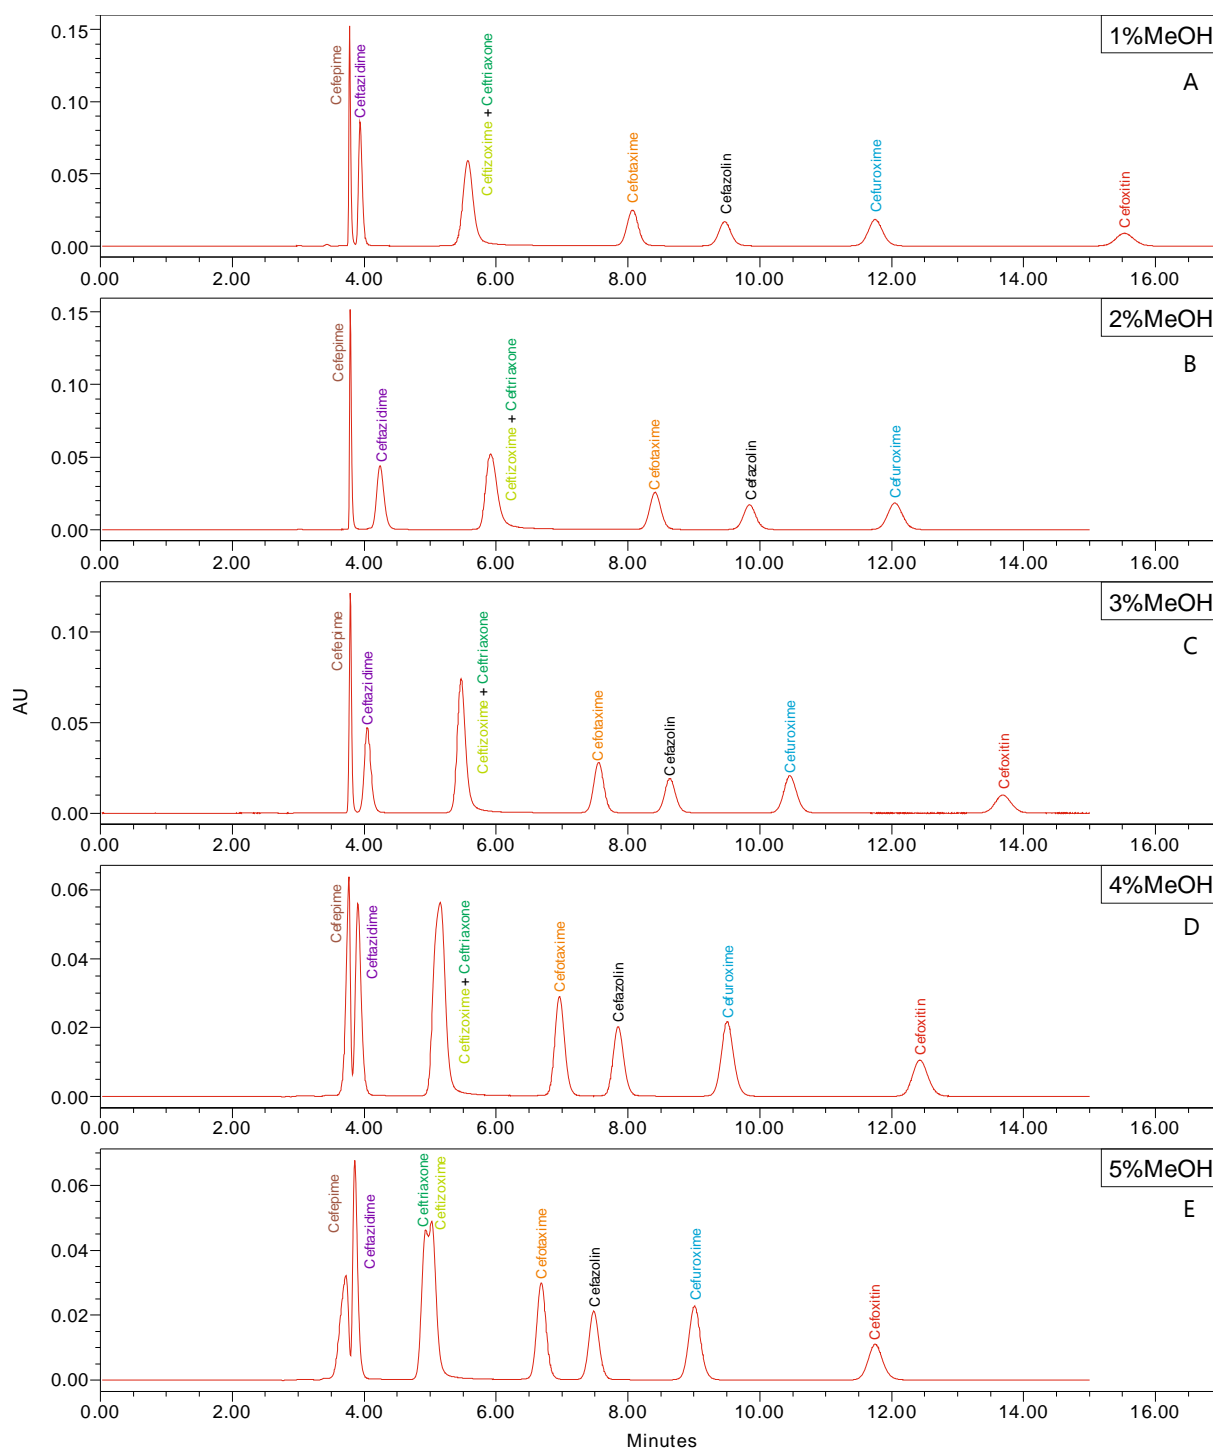 1%MeOH
A
Cefepime
Ceftazidime
Ceftizoxime + Ceftriaxone
Cefotaxime
Cefazolin
Cefuroxime
Cefoxitin
0.15
0.10
0.05
0.00
0.00 2.00 4.00 6.00 8.00 10.00 12.00 14.00 16.00
2%MeOH
B
Cefepime
Ceftazidime
Ceftizoxime + Ceftriaxone
Cefotaxime
Cefazolin
Cefuroxime
0.15
0.10
0.05
0.00
0.00 2.00 4.00 6.00 8.00 10.00 12.00 14.00 16.00
3%MeOH
C
Cefepime
Ceftazidime
Ceftizoxime + Ceftriaxone
Cefotaxime
Cefazolin
Cefuroxime
Cefoxitin
AU
0.10
0.05
0.00
0.00 2.00 4.00 6.00 8.00 10.00 12.00 14.00 16.00
4%MeOH
D
Cefepime
Ceftazidime
Ceftizoxime + Ceftriaxone
Cefotaxime
Cefazolin
Cefuroxime
Cefoxitin
0.06
0.04
0.02
0.00
0.00 2.00 4.00 6.00 8.00 10.00 12.00 14.00 16.00
5%MeOH
E
Cefepime
Ceftazidime
Ceftriaxone
Ceftizoxime
Cefotaxime
Cefazolin
Cefuroxime
Cefoxitin
0.06
0.04
0.02
0.00
0.00 2.00 4.00 6.00 8.00 10.00 12.00 14.00 16.00
Minutes